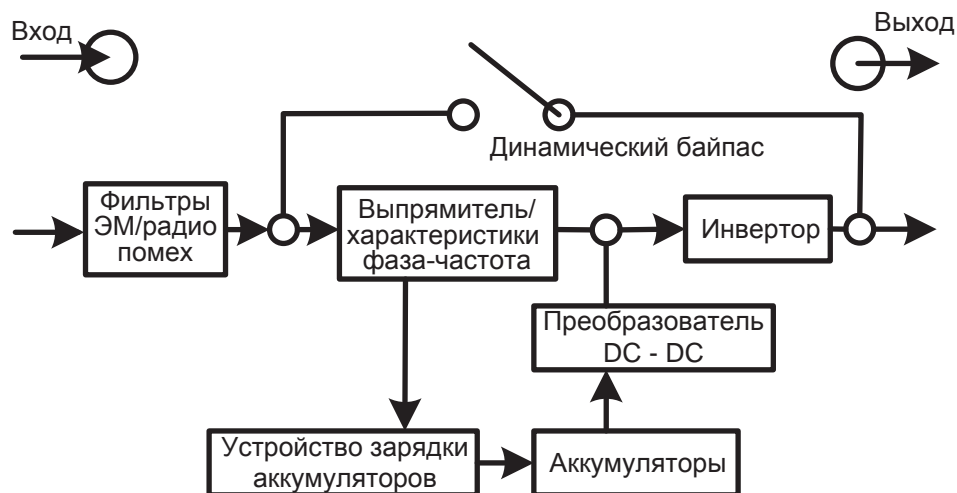 Вход
Выход
Динамический байпас
Фильтры
ЭМ/радио
помех
Выпрямитель/
характеристики
фаза-частота
Инвертор
Преобразователь
DC - DC
Устройство зарядки
аккумуляторов
Аккумуляторы